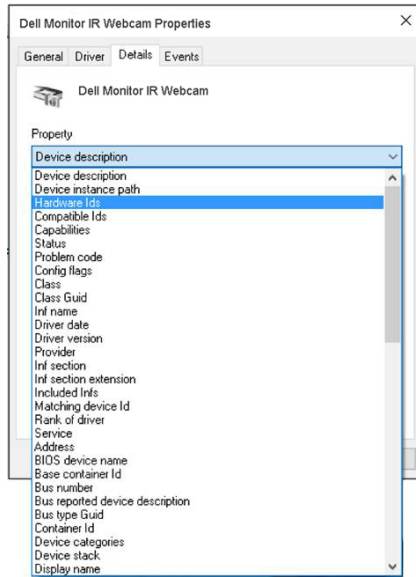 Dell Monitor IR Webcam Properties
General Driver Details Events
Dell Monitor IR Webcam
Property
Device description
Device description
Device instance path
Hardware Ids
Compatible Ids
Capabilities
Status
Problem code
Config flags
Class
Class Guid
Inf name
Driver date
Driver version
Provider
Inf section
Inf section extension
Included Infs
Matching device Id
Rank of driver
Service
Address
BIOS device name
Base container Id
Bus number
Bus reported device description
Bus type Guid
Container Id
Device categories
Device stack
Display name